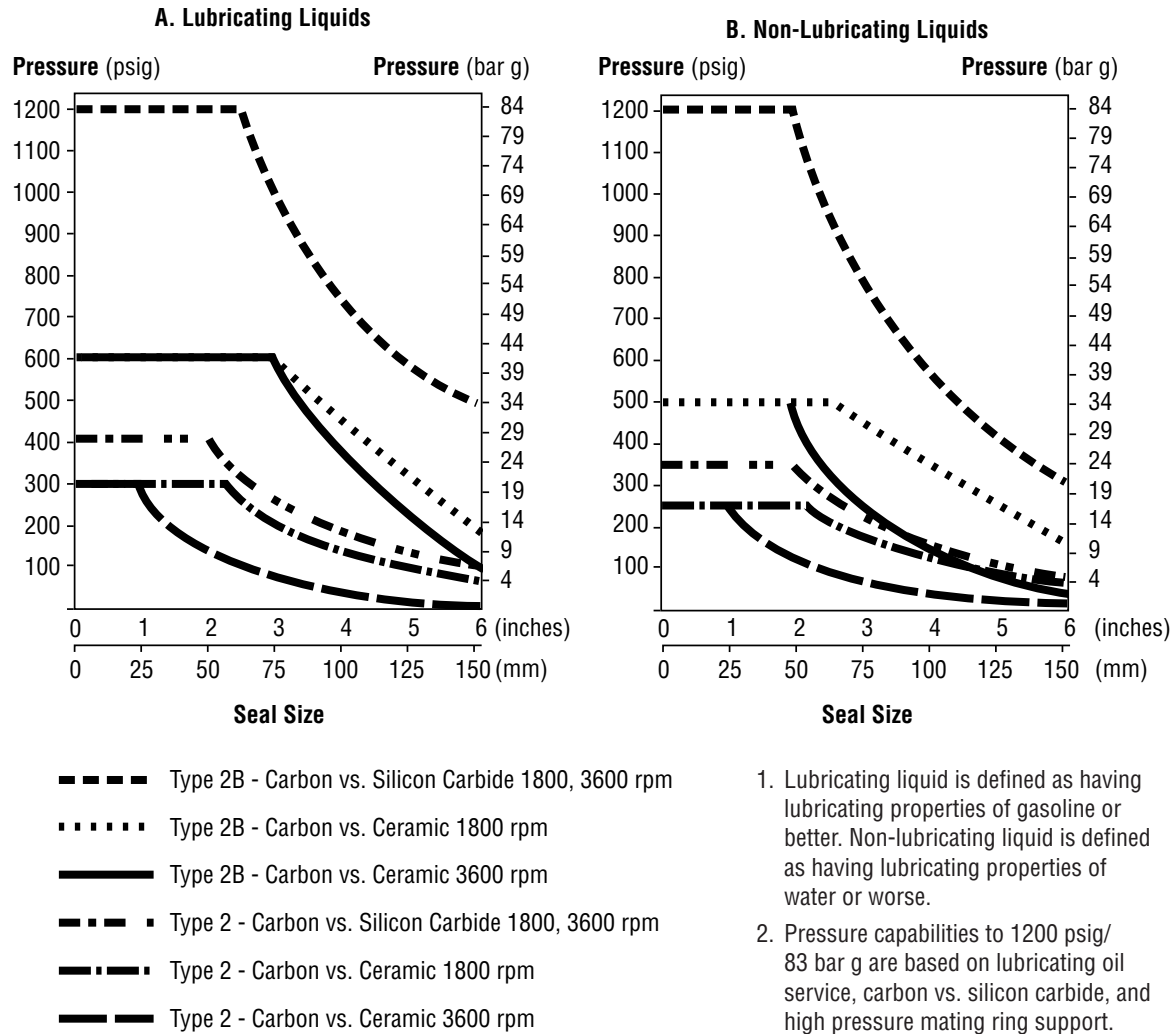 A. Lubricating Liquids
Pressure (psig) Pressure (bar g)
1200
1100
1000
900
800
700
600
500
400
300
200
100
84
79
74
69
64
59
54
49
44
39
34
29
24
19
14
9
4
0 1 2 3 4 5 6 (inches)
0 25 50 75 100 125 150 (mm)
Seal Size
B. Non-Lubricating Liquids
Pressure (psig) Pressure (bar g)
1200
1100
1000
900
800
700
600
500
400
300
200
100
84
79
74
69
64
59
54
49
44
39
34
29
24
19
14
9
4
0 1 2 3 4 5 6 (inches)
0 25 50 75 100 125 150 (mm)
Seal Size
Type 2B - Carbon vs. Silicon Carbide 1800, 3600 rpm
Type 2B - Carbon vs. Ceramic 1800 rpm
Type 2B - Carbon vs. Ceramic 3600 rpm
Type 2 - Carbon vs. Silicon Carbide 1800, 3600 rpm
Type 2 - Carbon vs. Ceramic 1800 rpm
Type 2 - Carbon vs. Ceramic 3600 rpm
1. Lubricating liquid is defined as having
lubricating properties of gasoline or
better. Non-lubricating liquid is defined
as having lubricating properties of
water or worse.
2. Pressure capabilities to 1200 psig/
83 bar g are based on lubricating oil
service, carbon vs. silicon carbide, and
high pressure mating ring support.